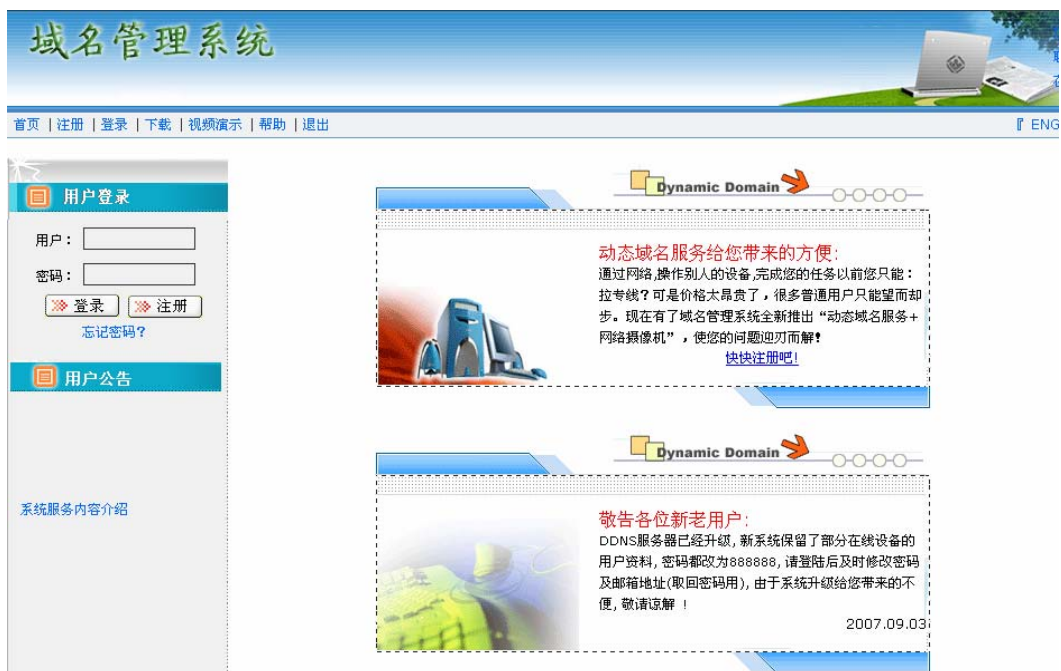 域名管理系统
首页 | 注册 | 登录 | 下载 | 视频演示 | 帮助 | 退出
『 ENG
用户登录
用户：
密码：
登录 注册
忘记密码?
用户公告
系统服务内容介绍
Dynamic Domain
动态域名服务给您带来的方便:
通过网络,操作别人的设备,完成您的任务以前您只能：
拉专线？可是价格太昂贵了，很多普通用户只能望而却
步。现在有了域名管理系统全新推出“动态域名服务+
网络摄像机”，使您的问题迎刃而解!
快快注册吧!
Dynamic Domain
敬告各位新老用户:
DDNS服务器已经升级, 新系统保留了部分在线设备的
用户资料, 密码都改为888888, 请登陆后及时修改密码
及邮箱地址(取回密码用), 由于系统升级给您带来的不
便, 敬请谅解 ！
2007.09.03